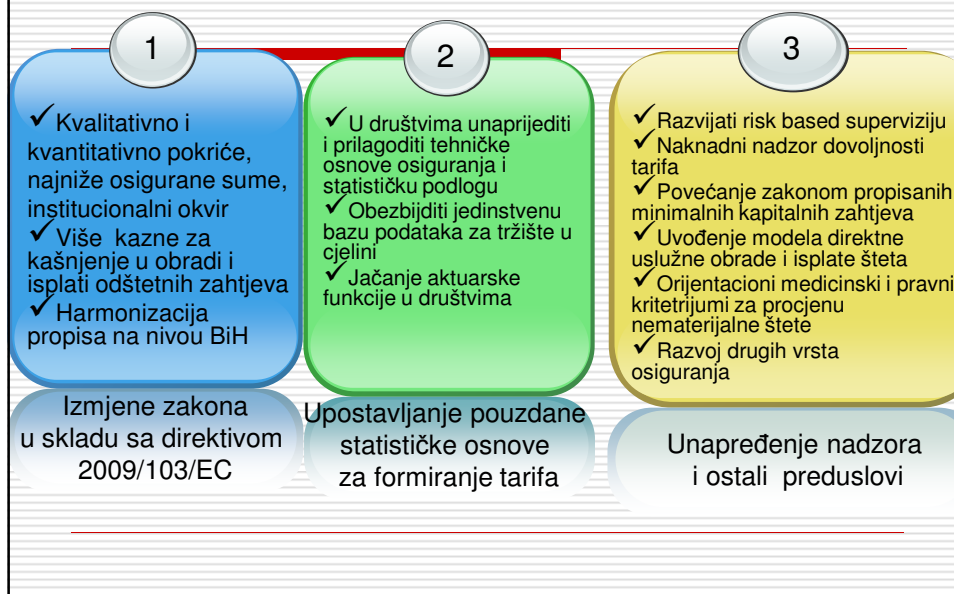 1
✓Kvalitativno i
kvantitativno pokriće,
najniže osigurane sume,
institucionalni okvir
✓Više kazne za
kašnjenje u obradi i
isplati odštetnih zahtjeva
✓Harmonizacija
propisa na nivou BiH
Izmjene zakona
u skladu sa direktivom
2009/103/EC
2
✓U društvima unaprijediti
i prilagoditi tehničke
osnove osiguranja i
statističku podlogu
✓Obezbijditi jedinstvenu
bazu podataka za tržište u
cjelini
✓Jačanje aktuarske
funkcije u društvima
Upostavljanje pouzdane
statističke osnove
za formiranje tarifa
3
✓Razvijati risk based superviziju
✓Naknadni nadzor dovoljnosti
tarifa
✓Povećanje zakonom propisanih
minimalnih kapitalnih zahtjeva
✓Uvođenje modela direktne
uslužne obrade i isplate šteta
✓Orijentacioni medicinski i pravni
kritetrijumi za procjenu
nematerijalne štete
✓Razvoj drugih vrsta
osiguranja
Unapređenje nadzora
i ostali preduslovi